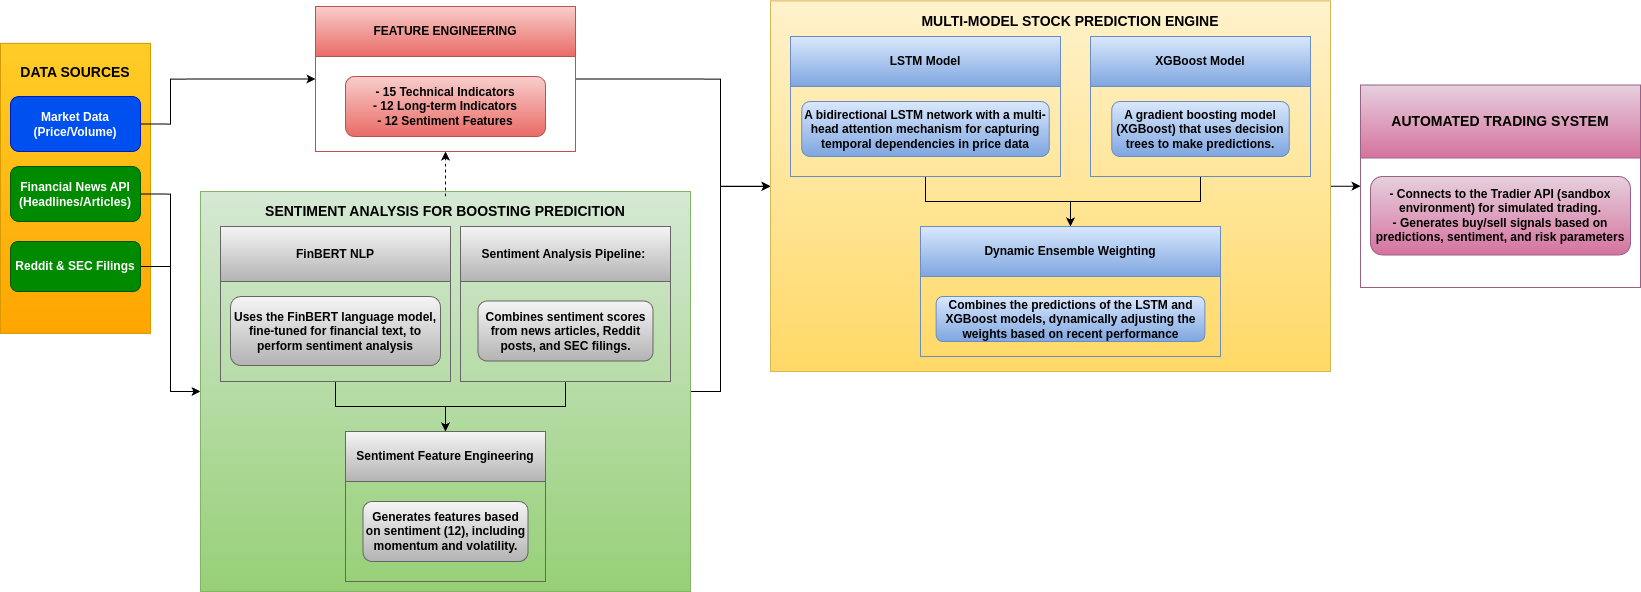 DATA SOURCES
Market Data
(Price/Volume)
Financial News API
(Headlines/Articles)
Reddit & SEC Filings
FEATURE ENGINEERING
- 15 Technical Indicators
- 12 Long-term Indicators
- 12 Sentiment Features
SENTIMENT ANALYSIS FOR BOOSTING PREDICITION
FinBERT NLP
Uses the FinBERT language model,
fine-tuned for financial text, to
perform sentiment analysis
Sentiment Analysis Pipeline:
Combines sentiment scores
from news articles, Reddit
posts, and SEC filings.
Sentiment Feature Engineering
Generates features based
on sentiment (12), including
momentum and volatility.
MULTI-MODEL STOCK PREDICTION ENGINE
LSTM Model
A bidirectional LSTM network with a multi-
head attention mechanism for capturing
temporal dependencies in price data
XGBoost Model
A gradient boosting model
(XGBoost) that uses decision
trees to make predictions.
Dynamic Ensemble Weighting
Combines the predictions of the LSTM and
XGBoost models, dynamically adjusting the
weights based on recent performance
AUTOMATED TRADING SYSTEM
- Connects to the Tradier API (sandbox
environment) for simulated trading.
- Generates buy/sell signals based on
predictions, sentiment, and risk parameters